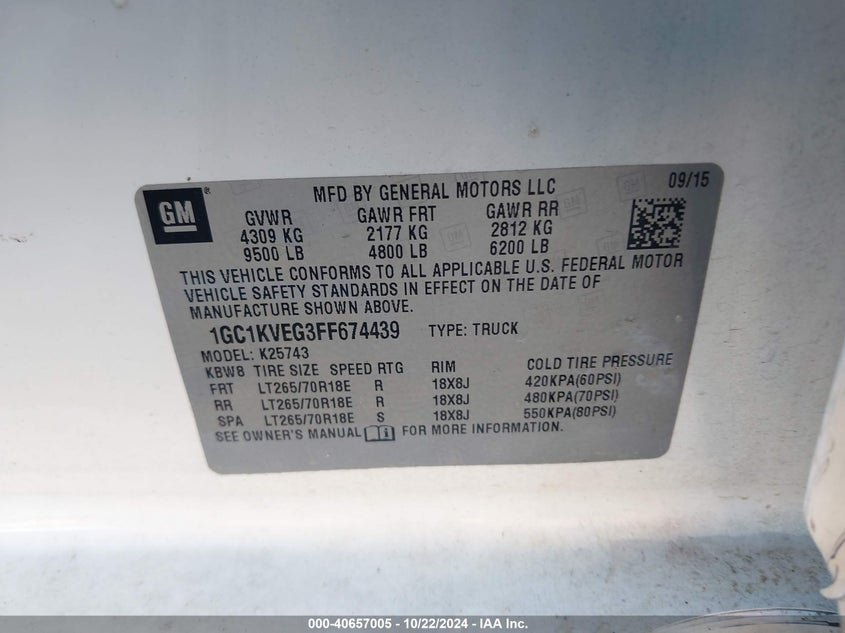 GM
MFD BY GENERAL MOTORS LLC 09/15
GVWR GAWR FRT GAWR RR
4309 KG 2177 KG 2812 KG
9500 LB 4800 LB 6200 LB
THIS VEHICLE CONFORMS TO ALL APPLICABLE U.S. FEDERAL MOTOR
VEHICLE SAFETY STANDARDS IN EFFECT ON THE DATE OF
MANUFACTURE SHOWN ABOVE.
1GC1KVEG3FF674439 TYPE: TRUCK
MODEL: K25743
KBW8 TIRE SIZE SPEED RTG RIM COLD TIRE PRESSURE
FRT LT265/70R18E R 18X8J 420KPA(60PSI)
RR LT265/70R18E R 18X8J 480KPA(70PSI)
SPA LT265/70R18E S 18X8J 550KPA(80PSI)
SEE OWNER'S MANUAL FOR MORE INFORMATION.
000-40657005 - 10/22/2024 - IAA Inc.